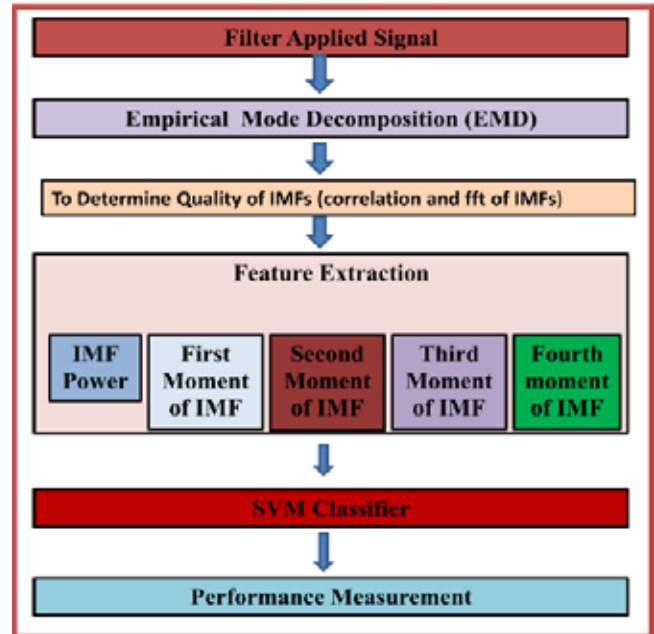 Filter Applied Signal
Empirical Mode Decomposition (EMD)
To Determine Quality of IMFs (correlation and fft of IMFs)
Feature Extraction
IMF
Power
First
Moment
of IMF
Second
Moment
of IMF
Third
Moment
of IMF
Fourth
moment
of IMF
SVM Classifier
Performance Measurement